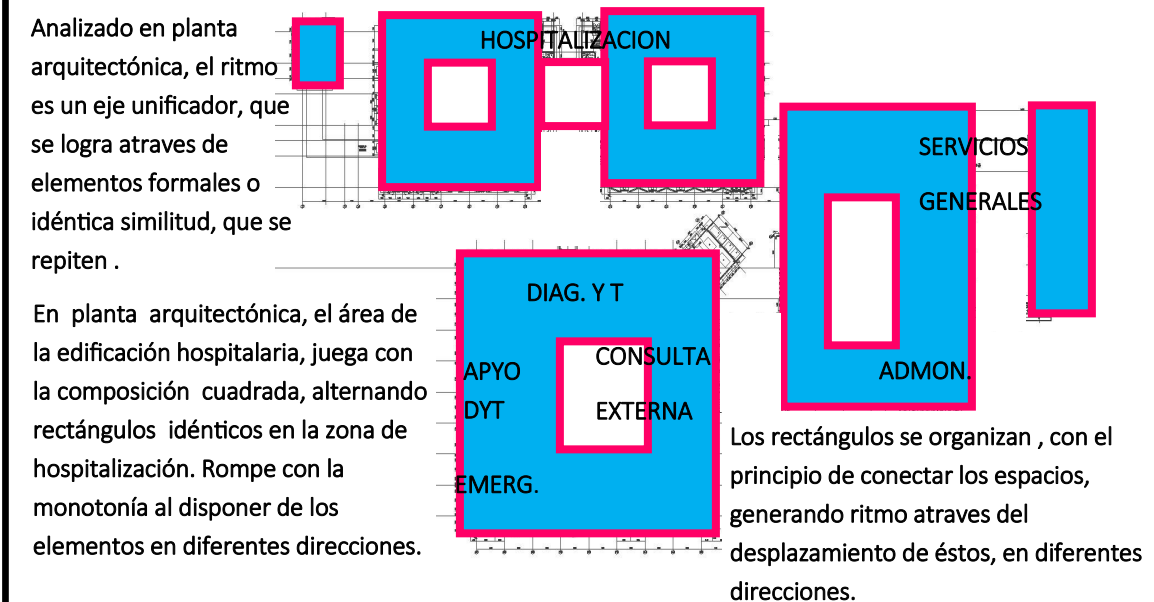 Analizado en planta
arquitectónica, el ritmo
es un eje unificador, que
se logra atraves de
elementos formales o
idéntica similitud, que se
repiten .
En planta arquitectónica, el área de
la edificación hospitalaria, juega con
la composición cuadrada, alternando
rectángulos idénticos en la zona de
hospitalización. Rompe con la
monotonía al disponer de los
elementos en diferentes direcciones.
HOSPITALIZACION
SERVICIOS
GENERALES
ADMON.
DIAG. Y T
CONSULTA
EXTERNA
APYO
DYT
EMERG.
Los rectángulos se organizan , con el
principio de conectar los espacios,
generando ritmo atraves del
desplazamiento de éstos, en diferentes
direcciones.